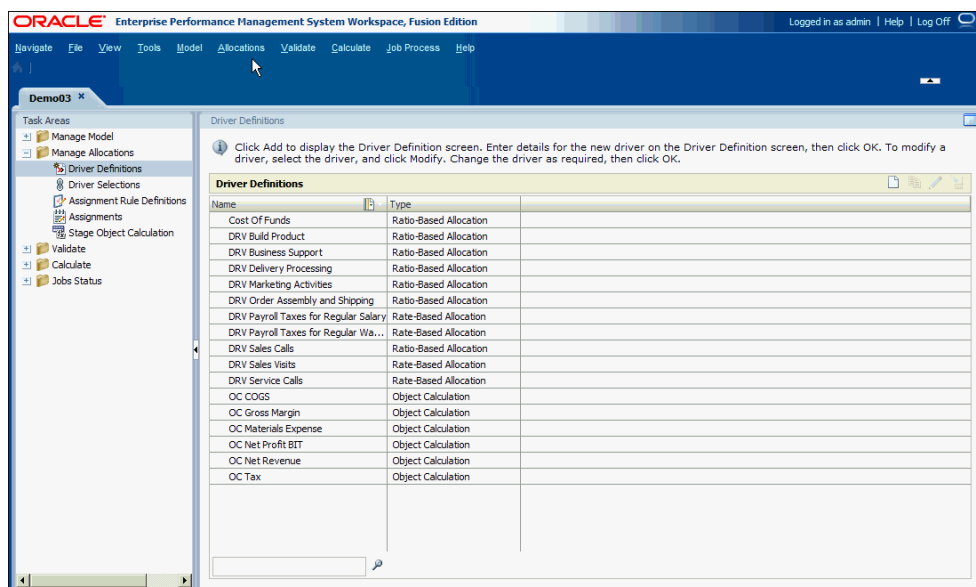 ORACLE Enterprise Performance Management System Workspace, Fusion Edition
Logged in as admin | Help | Log Off
Navigate File View Tools Model Allocations Validate Calculate Job Process Help
Demo03
Task Areas
Manage Model
Manage Allocations
Driver Definitions
Driver Selections
Assignment Rule Definitions
Assignments
Stage Object Calculation
Validate
Calculate
Jobs Status
Driver Definitions
Click Add to display the Driver Definition screen. Enter details for the new driver on the Driver Definition screen, then click OK. To modify a
driver, select the driver, and click Modify. Change the driver as required, then click OK.
Driver Definitions
Name Type
Cost Of Funds Ratio-Based Allocation
DRV Build Product Ratio-Based Allocation
DRV Business Support Ratio-Based Allocation
DRV Delivery Processing Ratio-Based Allocation
DRV Marketing Activities Ratio-Based Allocation
DRV Order Assembly and Shipping Ratio-Based Allocation
DRV Payroll Taxes for Regular Salary Rate-Based Allocation
DRV Payroll Taxes for Regular Wa... Rate-Based Allocation
DRV Sales Calls Ratio-Based Allocation
DRV Sales Visits Rate-Based Allocation
DRV Service Calls Rate-Based Allocation
OC COGS Object Calculation
OC Gross Margin Object Calculation
OC Materials Expense Object Calculation
OC Net Profit BIT Object Calculation
OC Net Revenue Object Calculation
OC Tax Object Calculation